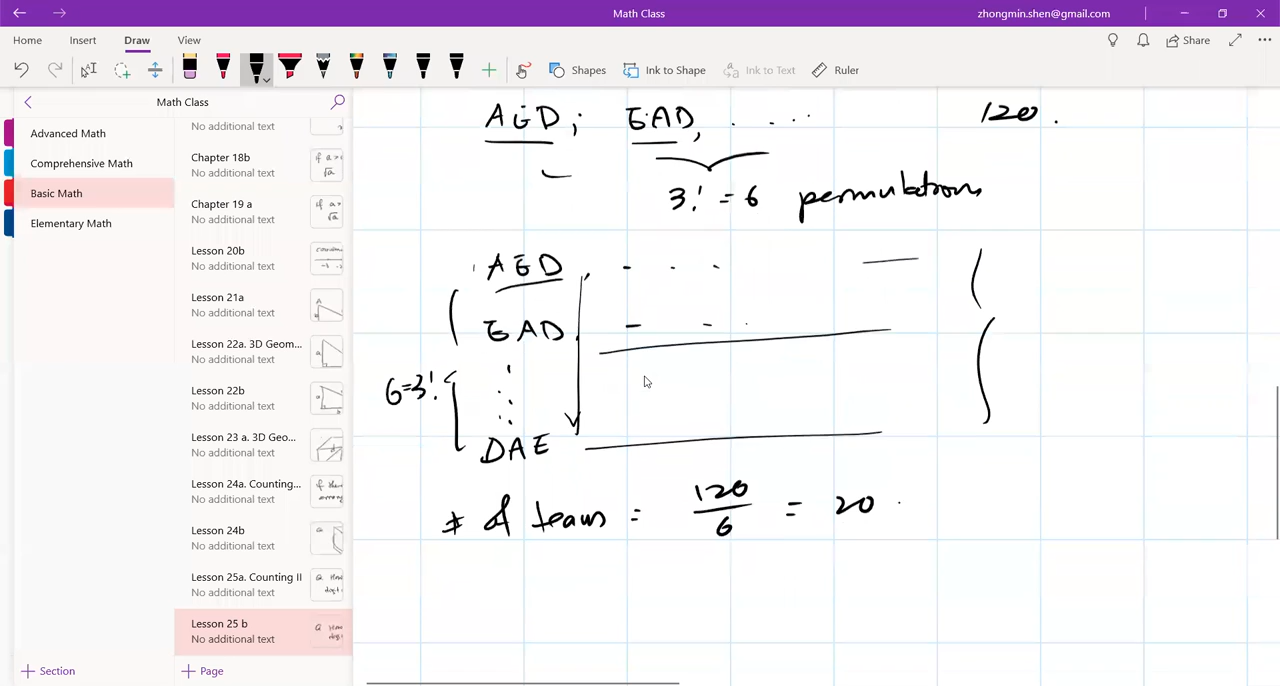 Math Class
zhongmin.shen@gmail.com
Home Insert Draw View
Share
Shapes Ink to Shape Ink to Text Ruler
Math Class
Advanced Math
Comprehensive Math
Basic Math
Elementary Math
No additional text
Chapter 18b
No additional text
Chapter 19 a
No additional text
Lesson 20b
No additional text
Lesson 21a
No additional text
Lesson 22a. 3D Geom...
No additional text
Lesson 22b
No additional text
Lesson 23 a. 3D Geo...
No additional text
Lesson 24a. Counting...
No additional text
Lesson 24b
No additional text
Lesson 25a. Counting II
No additional text
Lesson 25 b
No additional text
+ Section
+ Page
AED; EAD, .... 120.
3! = 6 permutations
AED, - - -
EAD, - - -
6=3!
DAE
# of teams = 120/6 = 20.